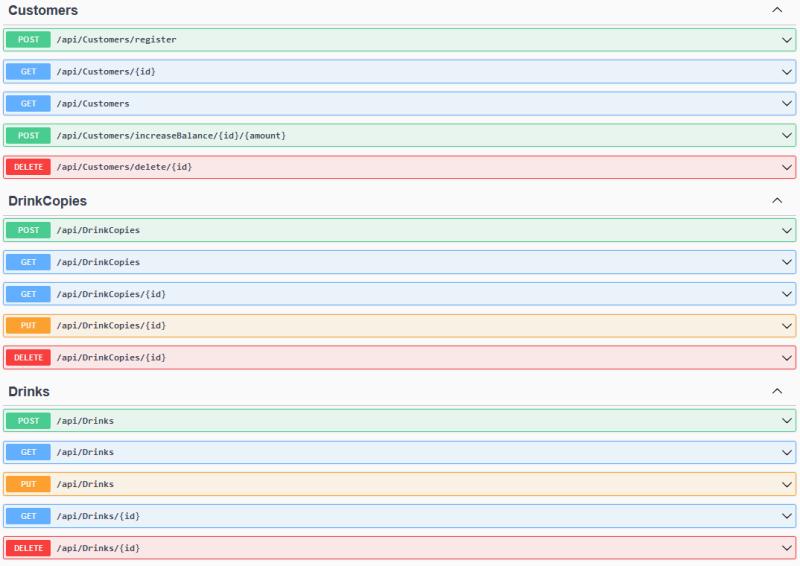 Customers
POST /api/Customers/register
GET /api/Customers/{id}
GET /api/Customers
POST /api/Customers/increaseBalance/{id}/{amount}
DELETE /api/Customers/delete/{id}
DrinkCopies
POST /api/DrinkCopies
GET /api/DrinkCopies
GET /api/DrinkCopies/{id}
PUT /api/DrinkCopies/{id}
DELETE /api/DrinkCopies/{id}
Drinks
POST /api/Drinks
GET /api/Drinks
PUT /api/Drinks
GET /api/Drinks/{id}
DELETE /api/Drinks/{id}